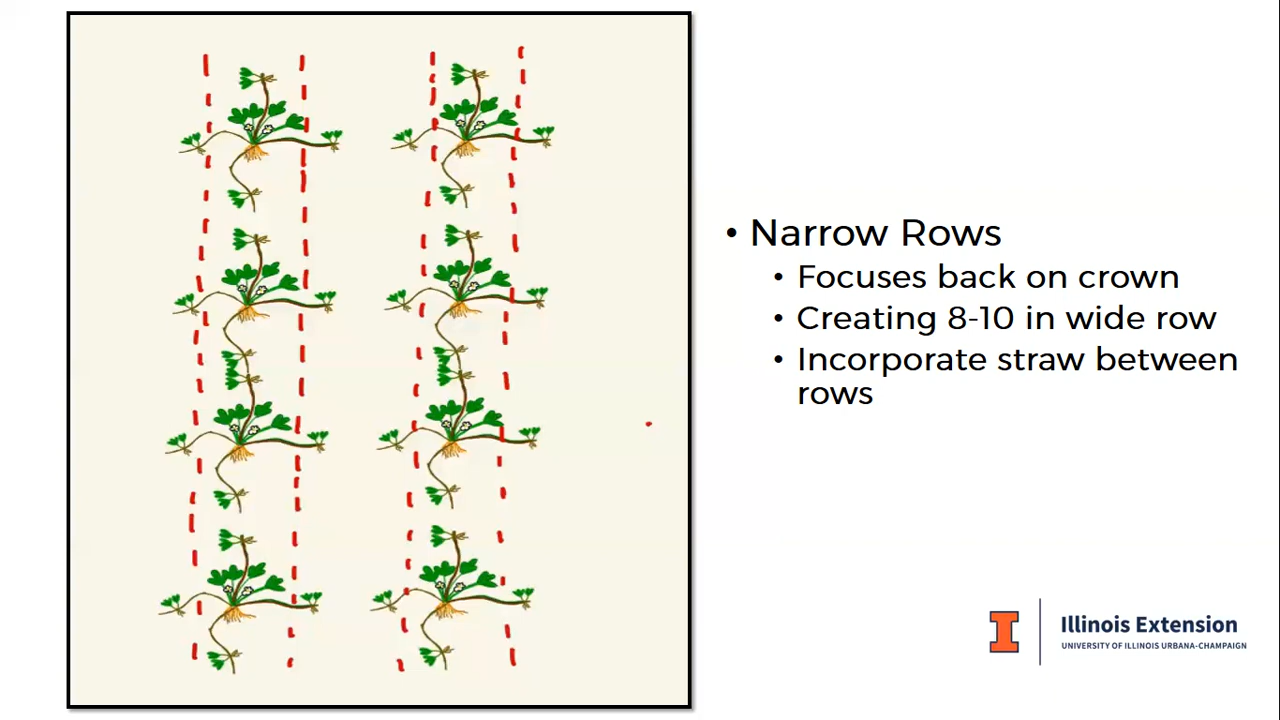 • Narrow Rows
• Focuses back on crown
• Creating 8-10 in wide row
• Incorporate straw between
rows
I
Illinois Extension
UNIVERSITY OF ILLINOIS URBANA-CHAMPAIGN